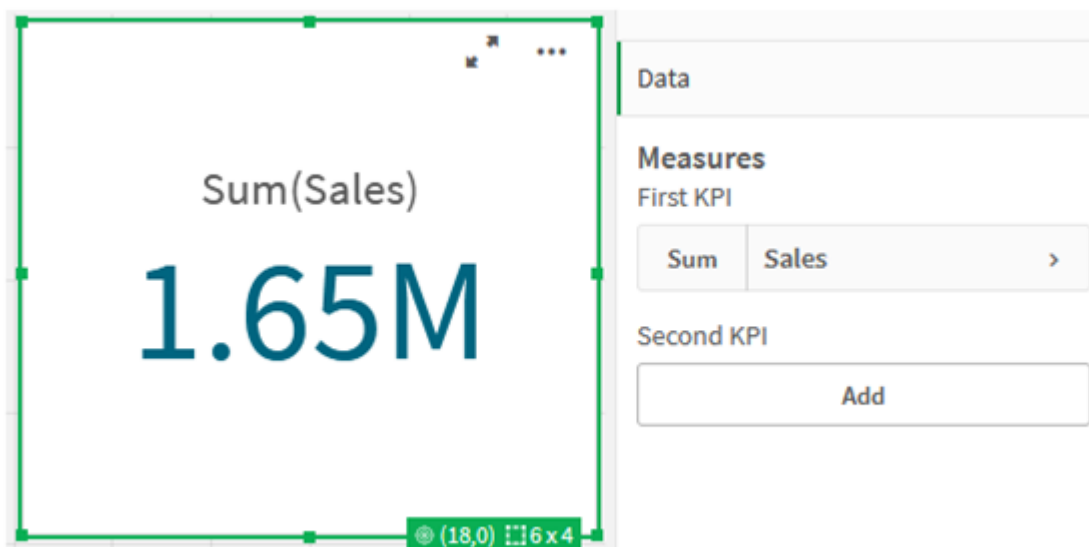 Sum(Sales)
1.65M
(18,0) 6 x 4
Data
Measures
First KPI
Sum Sales
Second KPI
Add